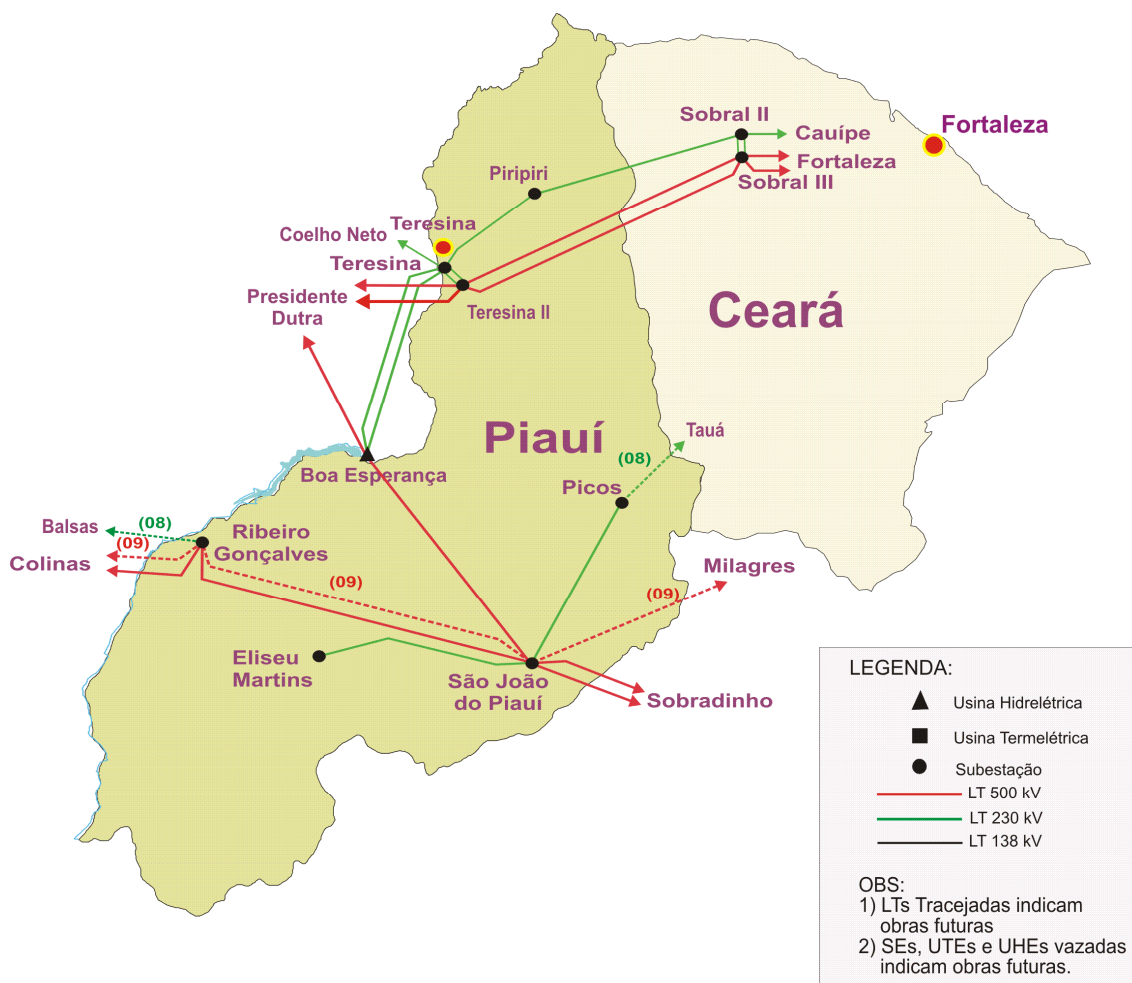 Sobral II
Cauípe
Fortaleza
Fortaleza
Sobral III
Piripiri
Teresina
Coelho Neto
Teresina
Presidente
Dutra
Teresina II
Ceará
Piauí
Tauá
(08)
Picos
Boa Esperança
Balsas
(08)
(09)
Colinas
Ribeiro
Gonçalves
(09)
Milagres
(09)
Eliseu
Martins
São João
do Piauí
Sobradinho
LEGENDA:
Usina Hidrelétrica
Usina Termelétrica
Subestação
LT 500 kV
LT 230 kV
LT 138 kV
OBS:
1) LTs Tracejadas indicam
obras futuras
2) SEs, UTEs e UHEs vazadas
indicam obras futuras.